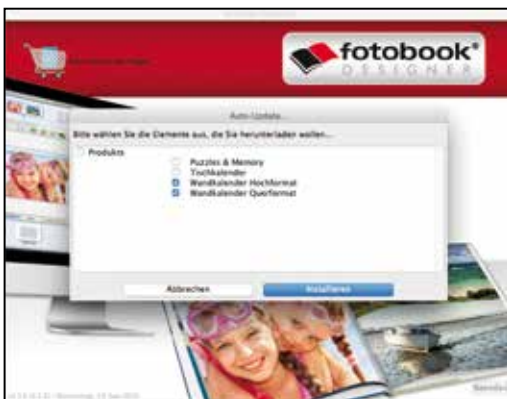 fotobook®
DESIGNER
Auto-Update...
Bitte wählen Sie die Elemente aus, die Sie herunterladen wollen...
Produkts
Puzzles & Memory
Tischkalender
Wandkalender Hochformat
Wandkalender Querformat
Abbrechen
Installieren